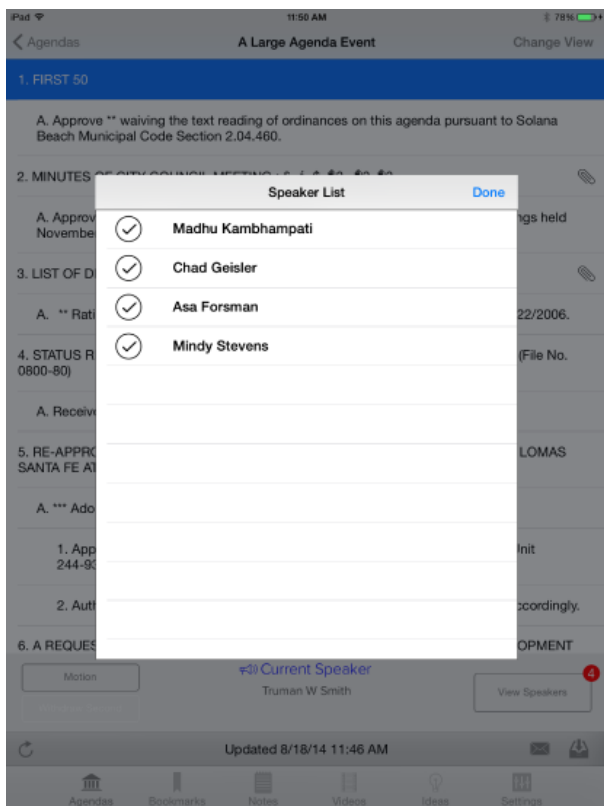 iPad 11:50 AM 78%
Agendas A Large Agenda Event Change View
1. FIRST 50
A. Approve ** waiving the text reading of ordinances on this agenda pursuant to Solana
Beach Municipal Code Section 2.04.460.
2. MINUTES
Speaker List Done
A. Approv ngs held
Novembe
Madhu Kambhampati
Chad Geisler
3. LIST OF D
Asa Forsman
A. ** Rati 22/2006.
Mindy Stevens
4. STATUS R (File No.
0800-80)
A. Receive
5. RE-APPRO LOMAS
SANTA FE AT
A. *** Ado
1. App Unit
244-93
2. Auth ccordingly.
6. A REQUES OPMENT
Motion
Current Speaker
Truman W Smith
4
View Speakers
Updated 8/18/14 11:46 AM
Agendas Bookmarks Notes Videos Ideas Settings